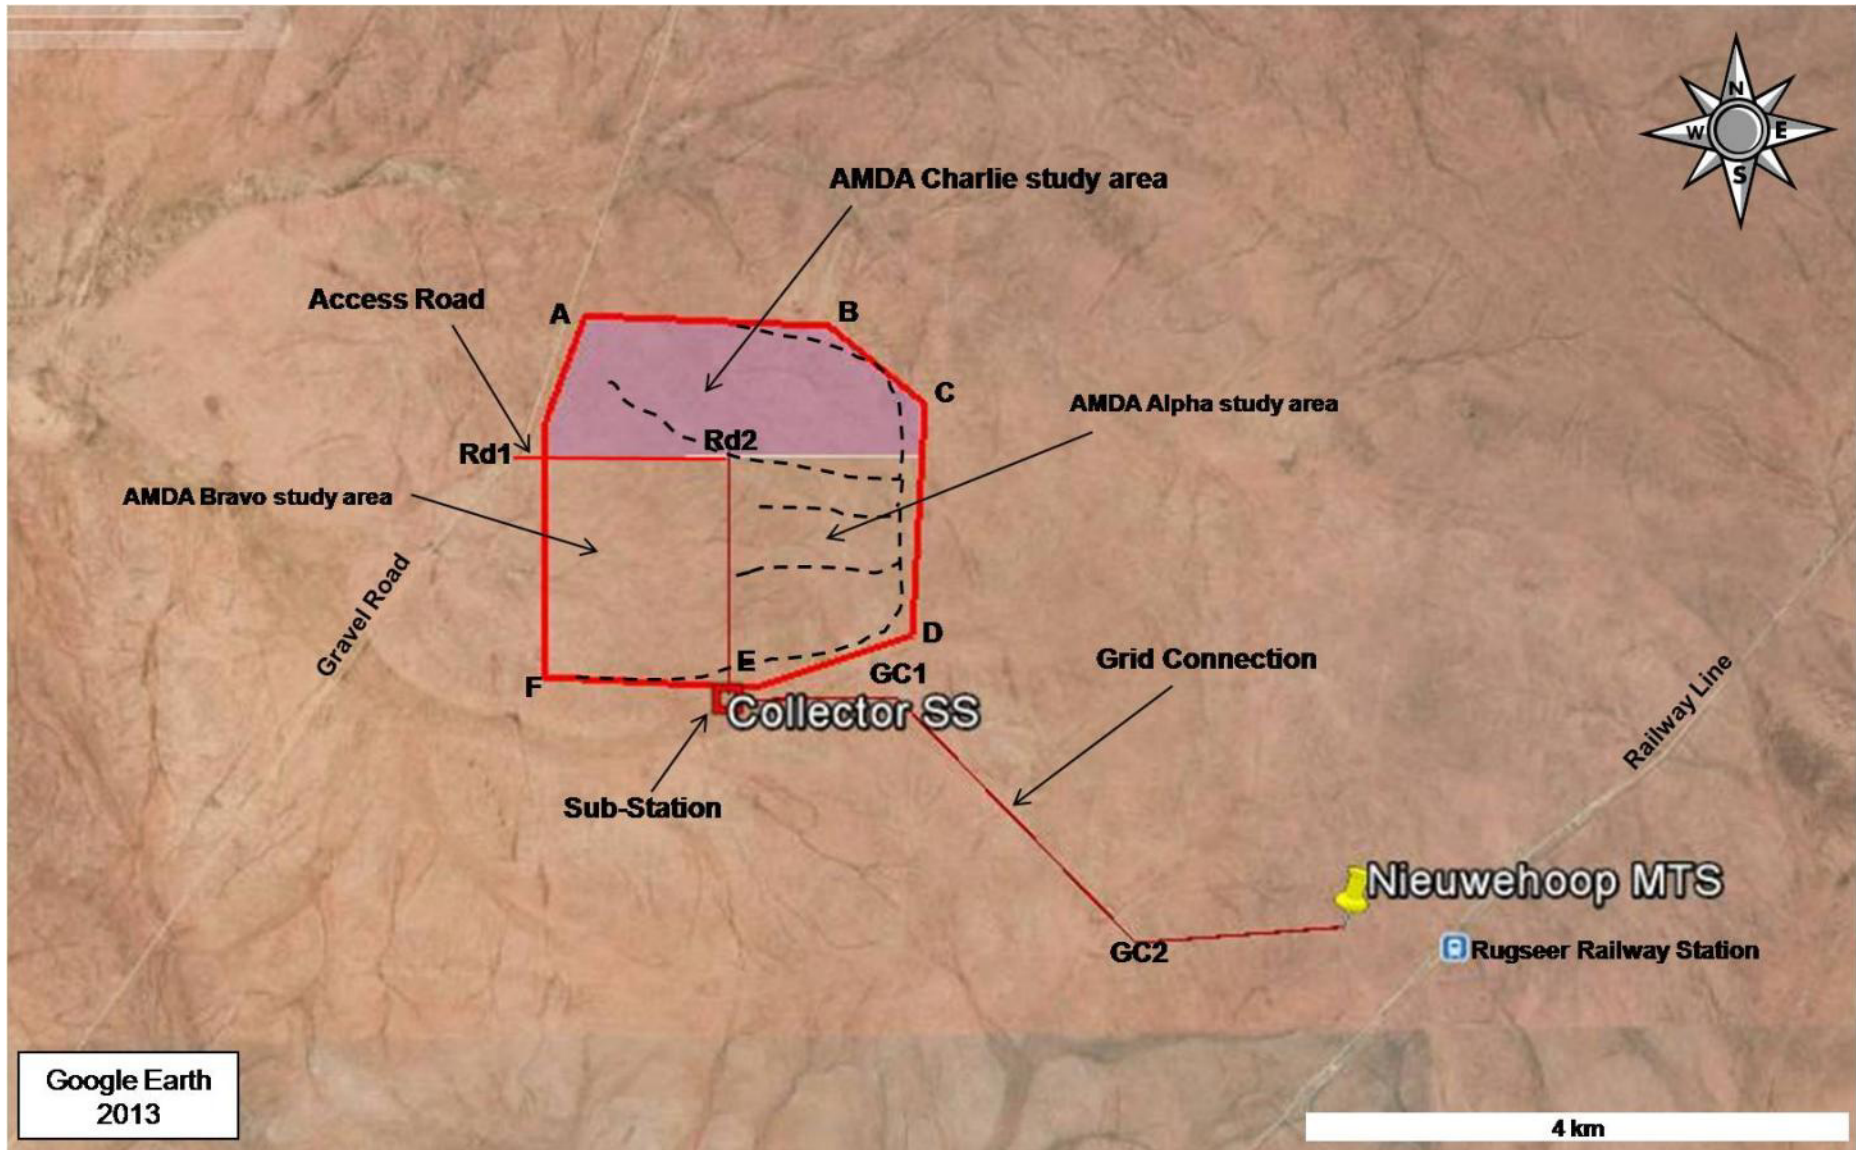 N
W
E
S
AMDA Charlie study area
Access Road
A
B
C
AMDA Alpha study area
Rd1
Rd2
AMDA Bravo study area
Gravel Road
D
E
F
GC1
Grid Connection
Collector SS
Railway Line
Sub-Station
Nieuwehoop MTS
GC2
Rugseer Railway Station
Google Earth
2013
4 km